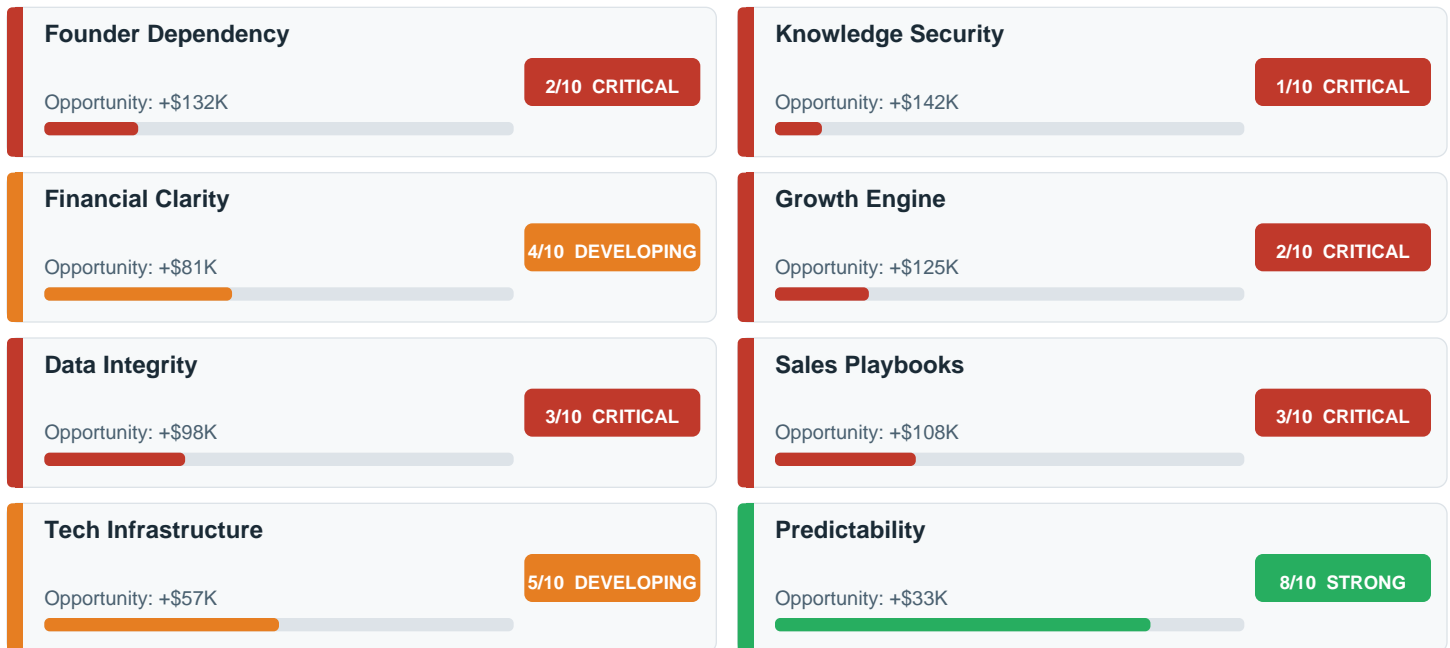 Founder Dependency
2/10 CRITICAL
Opportunity: +$132K
Knowledge Security
1/10 CRITICAL
Opportunity: +$142K
Financial Clarity
4/10 DEVELOPING
Opportunity: +$81K
Growth Engine
2/10 CRITICAL
Opportunity: +$125K
Data Integrity
3/10 CRITICAL
Opportunity: +$98K
Sales Playbooks
3/10 CRITICAL
Opportunity: +$108K
Tech Infrastructure
5/10 DEVELOPING
Opportunity: +$57K
Predictability
8/10 STRONG
Opportunity: +$33K